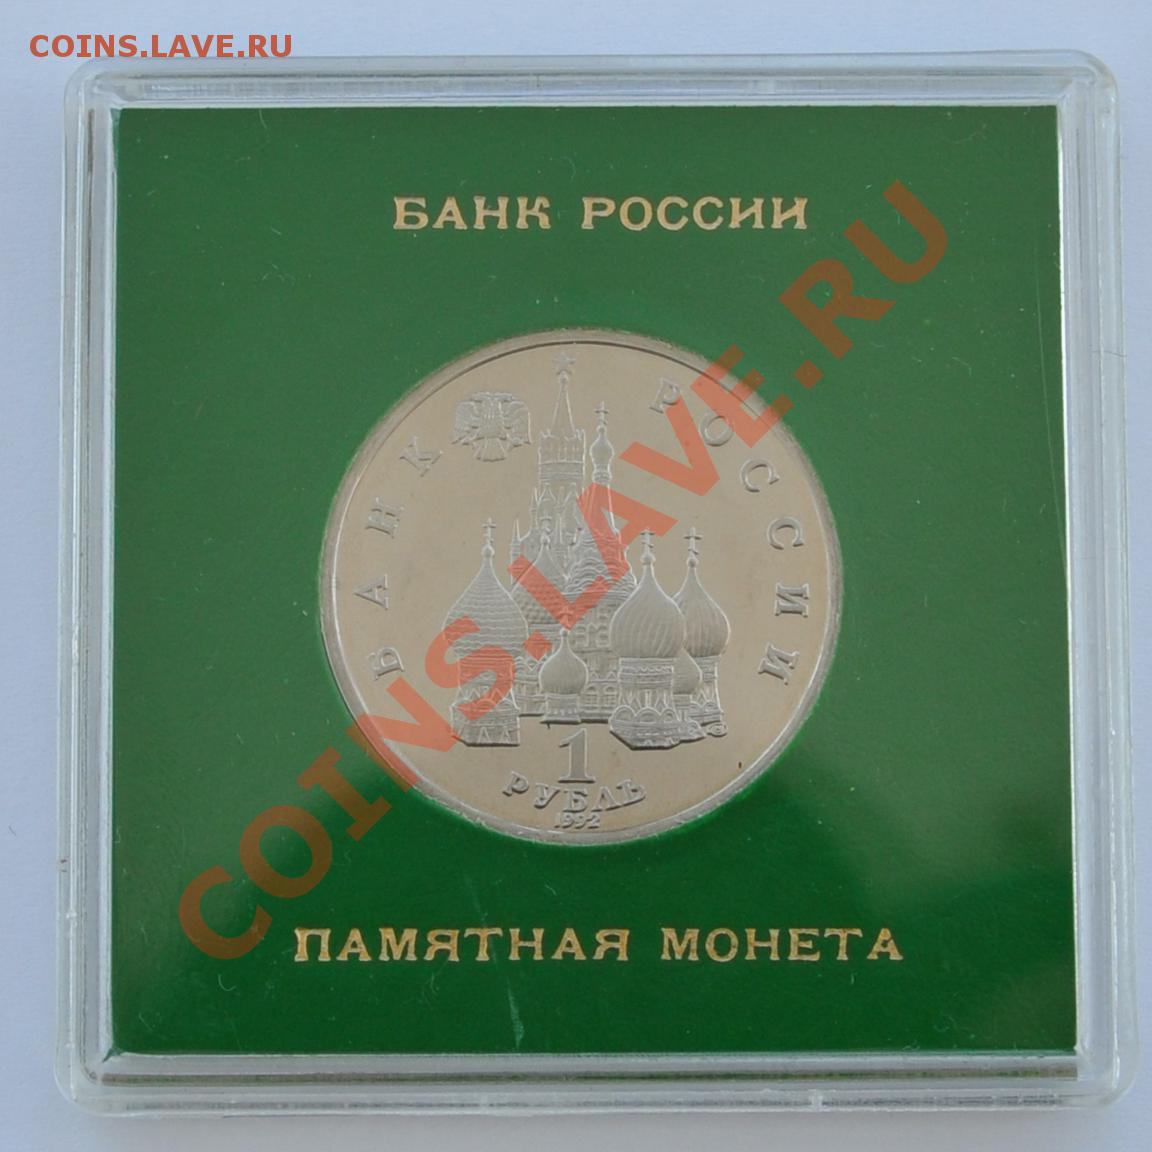 COINS.LAVE.RU
БАНК РОССИИ
БАНК РОССИИ
1
РУБЛЬ
1992
ПАМЯТНАЯ МОНЕТА
COINS.LAVE.RU